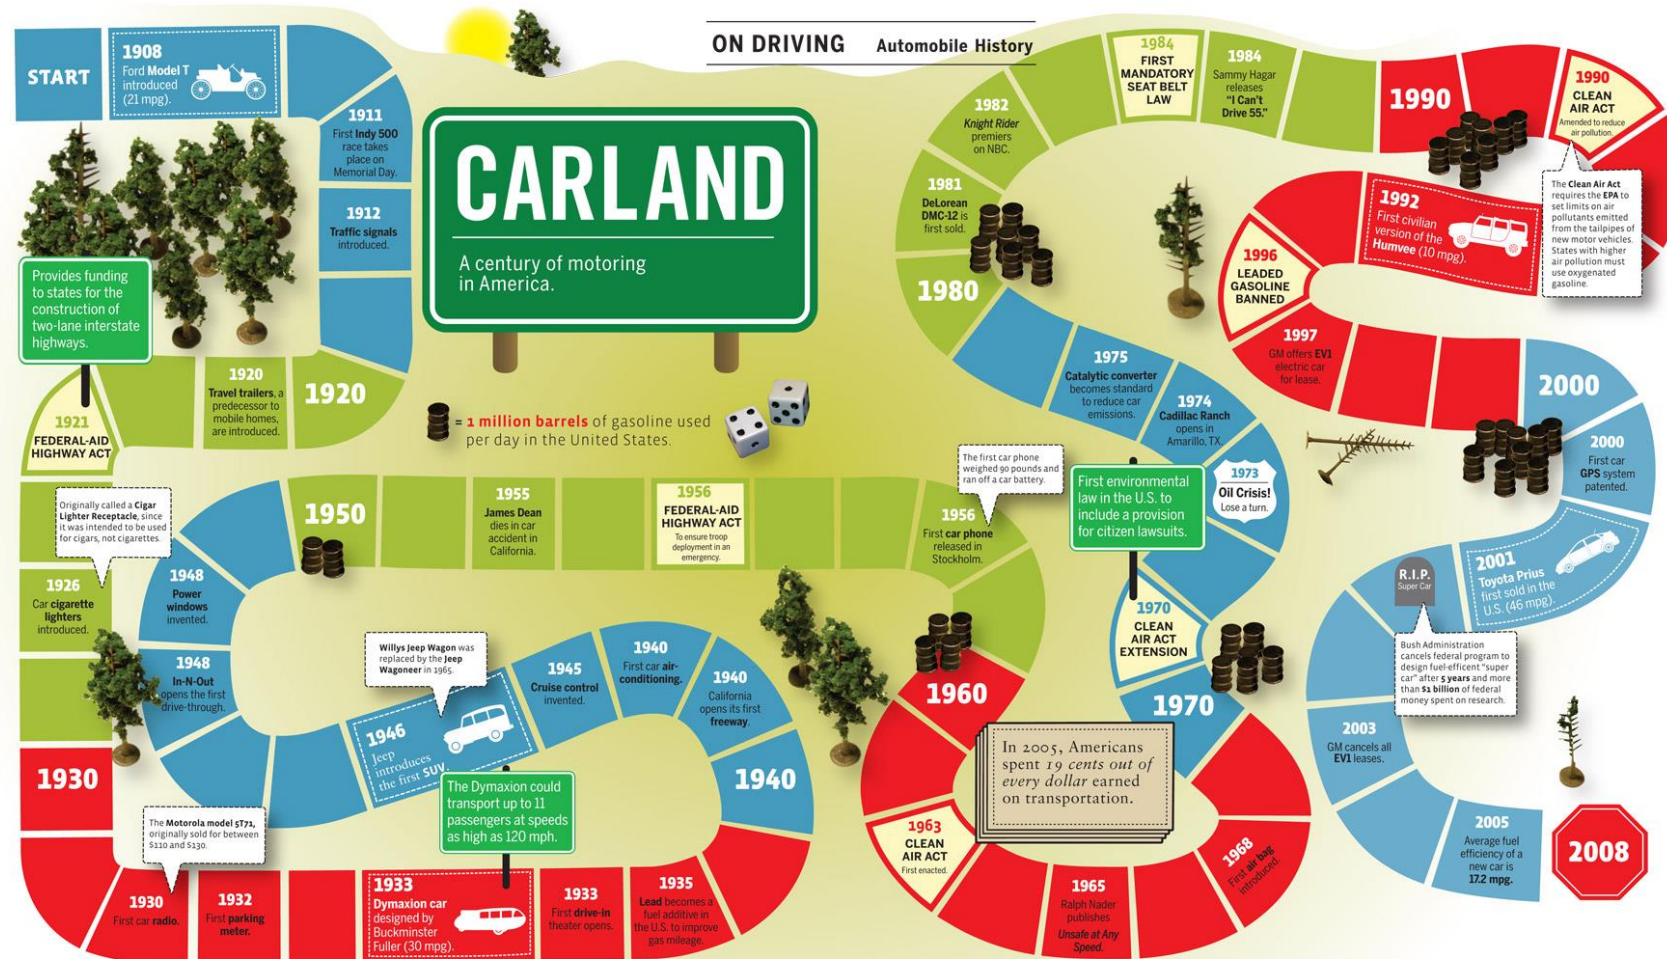 ON DRIVING Automobile History
START
1908
Ford Model T
introduced
(21 mpg).
1911
First Indy 500
race takes
place on
Memorial Day.
1912
Traffic signals
introduced.
CARLAND
A century of motoring
in America.
= 1 million barrels of gasoline used
per day in the United States.
1920
1920
Travel trailers, a
predecessor to
mobile homes,
are introduced.
Provides funding
to states for the
construction of
two-lane interstate
highways.
1921
FEDERAL-AID
HIGHWAY ACT
Originally called a Cigar
Lighter Receptacle, since
it was intended to be used
for cigars, not cigarettes.
1926
Car cigarette
lighters
introduced.
1930
The Motorola model 5T71,
originally sold for between
$110 and $130.
1930
First car radio.
1932
First parking
meter.
1933
Dymaxion car
designed by
Buckminster
Fuller (30 mpg).
The Dymaxion could
transport up to 11
passengers at speeds
as high as 120 mph.
1933
First drive-in
theater opens.
1935
Lead becomes a
fuel additive in
the U.S. to improve
gas mileage.
1940
1940
California
opens its first
freeway.
1940
First car air-
conditioning.
1945
Cruise control
invented.
1946
Jeep
introduces
the first SUV.
Willys Jeep Wagon was
replaced by the Jeep
Wagoneer in 1965.
1948
In-N-Out
opens the first
drive-through.
1948
Power
windows
invented.
1950
1955
James Dean
dies in car
accident in
California.
1956
FEDERAL-AID
HIGHWAY ACT
To ensure troop
deployment in an
emergency.
1956
First car phone
released in
Stockholm.
The first car phone
weighed 90 pounds and
ran off a car battery.
1960
1963
CLEAN
AIR ACT
First enacted.
1965
Ralph Nader
publishes
Unsafe at Any
Speed.
1968
First air bag
introduced.
In 2005, Americans
spent 19 cents out of
every dollar earned
on transportation.
1970
1970
CLEAN
AIR ACT
EXTENSION
First environmental
law in the U.S. to
include a provision
for citizen lawsuits.
1973
Oil Crisis!
Lose a turn.
1974
Cadillac Ranch
opens in
Amarillo, TX.
1975
Catalytic converter
becomes standard
to reduce car
emissions.
1980
1981
DeLorean
DMC-12 is
first sold.
1982
Knight Rider
premiers
on NBC.
1984
FIRST
MANDATORY
SEAT BELT
LAW
1984
Sammy Hagar
releases
"I Can't
Drive 55."
1990
1990
CLEAN
AIR ACT
Amended to reduce
air pollution.
The Clean Air Act
requires the EPA to
set limits on air
pollutants emitted
from the tailpipes of
new motor vehicles.
States with higher
air pollution must
use oxygenated
gasoline.
1992
First civilian
version of the
Humvee (10 mpg).
1996
LEADED
GASOLINE
BANNED
1997
GM offers EV1
electric car
for lease.
2000
2000
First car
GPS system
patented.
2001
Toyota Prius
first sold in the
U.S. (46 mpg).
R.I.P.
Super Car
Bush Administration
cancels federal program to
design fuel-efficent "super
car" after 5 years and more
than $1 billion of federal
money spent on research.
2003
GM cancels all
EV1 leases.
2005
Average fuel
efficiency of a
new car is
17.2 mpg.
2008